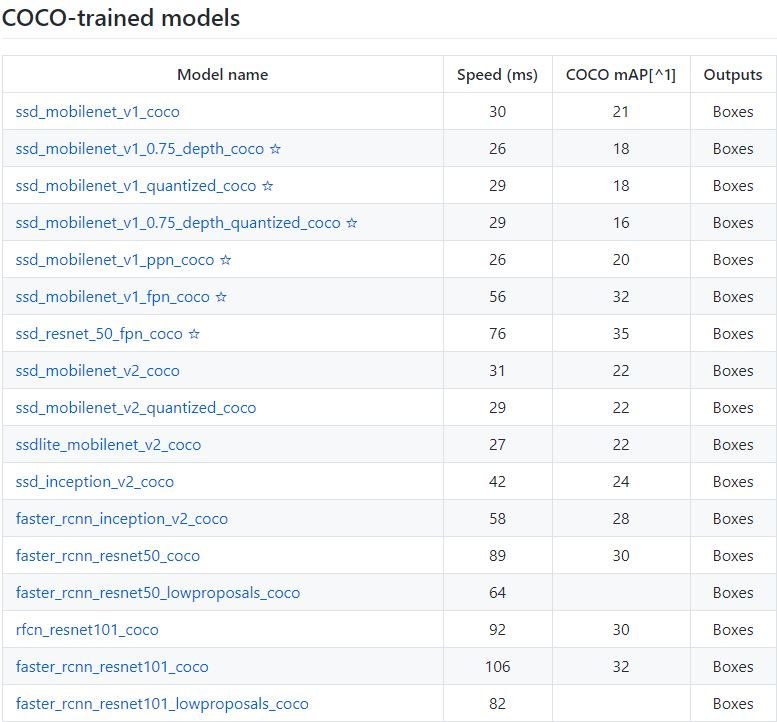 COCO-trained models
Model name Speed (ms) COCO mAP[^1] Outputs
ssd_mobilenet_v1_coco 30 21 Boxes
ssd_mobilenet_v1_0.75_depth_coco ☆ 26 18 Boxes
ssd_mobilenet_v1_quantized_coco ☆ 29 18 Boxes
ssd_mobilenet_v1_0.75_depth_quantized_coco ☆ 29 16 Boxes
ssd_mobilenet_v1_ppn_coco ☆ 26 20 Boxes
ssd_mobilenet_v1_fpn_coco ☆ 56 32 Boxes
ssd_resnet_50_fpn_coco ☆ 76 35 Boxes
ssd_mobilenet_v2_coco 31 22 Boxes
ssd_mobilenet_v2_quantized_coco 29 22 Boxes
ssdlite_mobilenet_v2_coco 27 22 Boxes
ssd_inception_v2_coco 42 24 Boxes
faster_rcnn_inception_v2_coco 58 28 Boxes
faster_rcnn_resnet50_coco 89 30 Boxes
faster_rcnn_resnet50_lowproposals_coco 64 Boxes
rfcn_resnet101_coco 92 30 Boxes
faster_rcnn_resnet101_coco 106 32 Boxes
faster_rcnn_resnet101_lowproposals_coco 82 Boxes